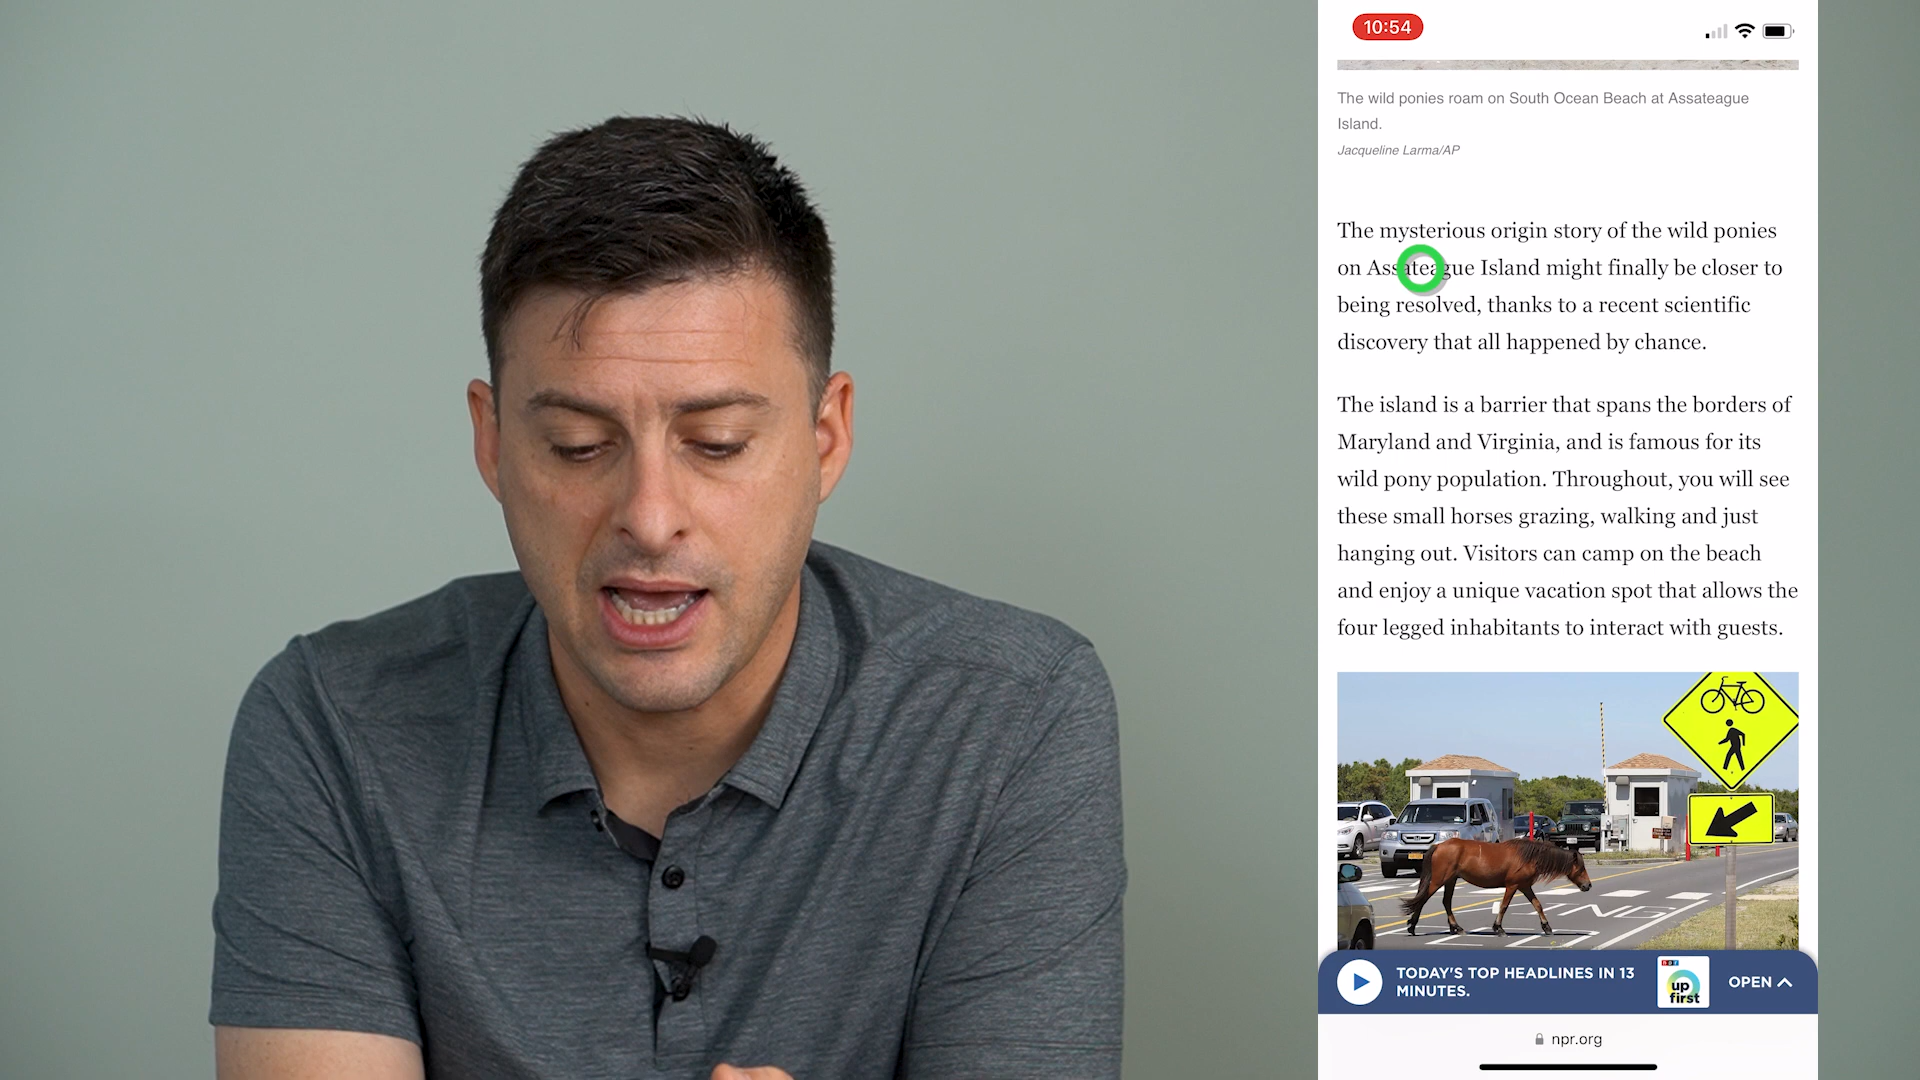 10:54
The wild ponies roam on South Ocean Beach at Assateague
Island.
Jacqueline Larma/AP
The mysterious origin story of the wild ponies
on Assateague Island might finally be closer to
being resolved, thanks to a recent scientific
discovery that all happened by chance.
The island is a barrier that spans the borders of
Maryland and Virginia, and is famous for its
wild pony population. Throughout, you will see
these small horses grazing, walking and just
hanging out. Visitors can camp on the beach
and enjoy a unique vacation spot that allows the
four legged inhabitants to interact with guests.
TODAY'S TOP HEADLINES IN 13
MINUTES.
npr
up
first
OPEN
npr.org